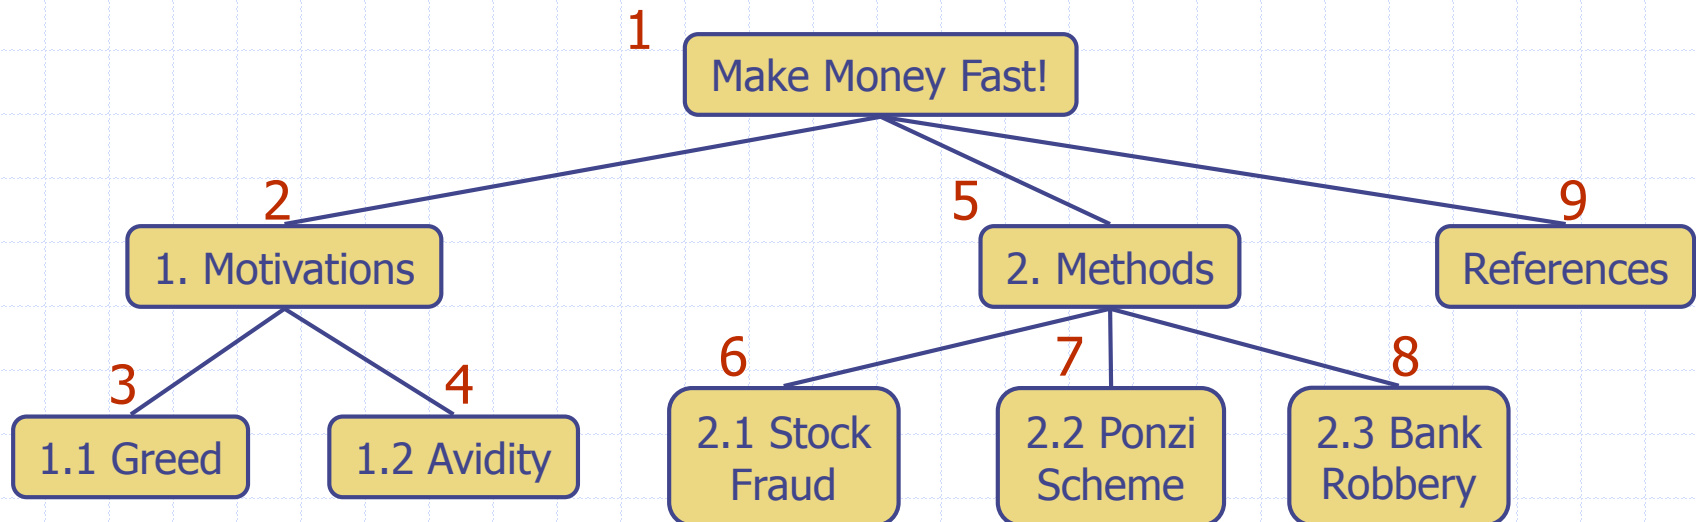 1
Make Money Fast!
2
5
9
1. Motivations
2. Methods
References
3
4
6
7
8
1.1 Greed
1.2 Avidity
2.1 Stock
Fraud
2.2 Ponzi
Scheme
2.3 Bank
Robbery